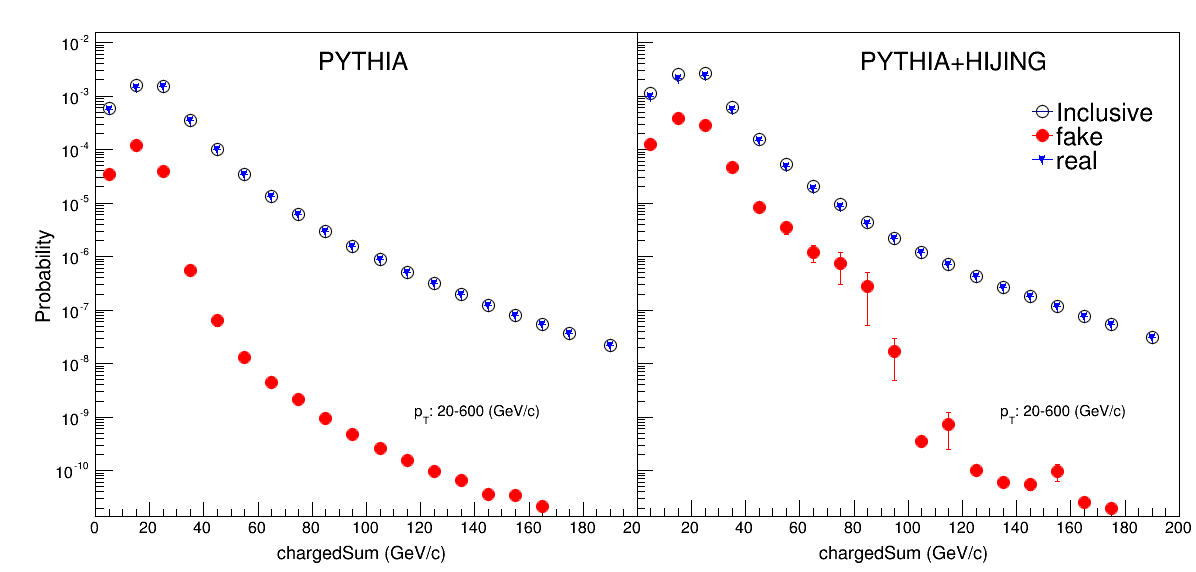 PYTHIA
PYTHIA+HIJING
Inclusive
fake
real
Probability
10⁻²
10⁻³
10⁻⁴
10⁻⁵
10⁻⁶
10⁻⁷
10⁻⁸
10⁻⁹
10⁻¹⁰
p_T: 20-600 (GeV/c)
p_T: 20-600 (GeV/c)
0 20 40 60 80 100 120 140 160 180 20
20 40 60 80 100 120 140 160 180 200
chargedSum (GeV/c)
chargedSum (GeV/c)